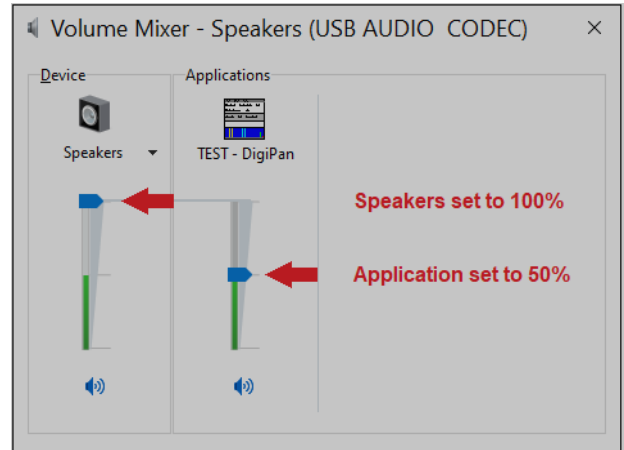 Volume Mixer - Speakers (USB AUDIO CODEC)
Device
Applications
Speakers
TEST - DigiPan
Speakers set to 100%
Application set to 50%